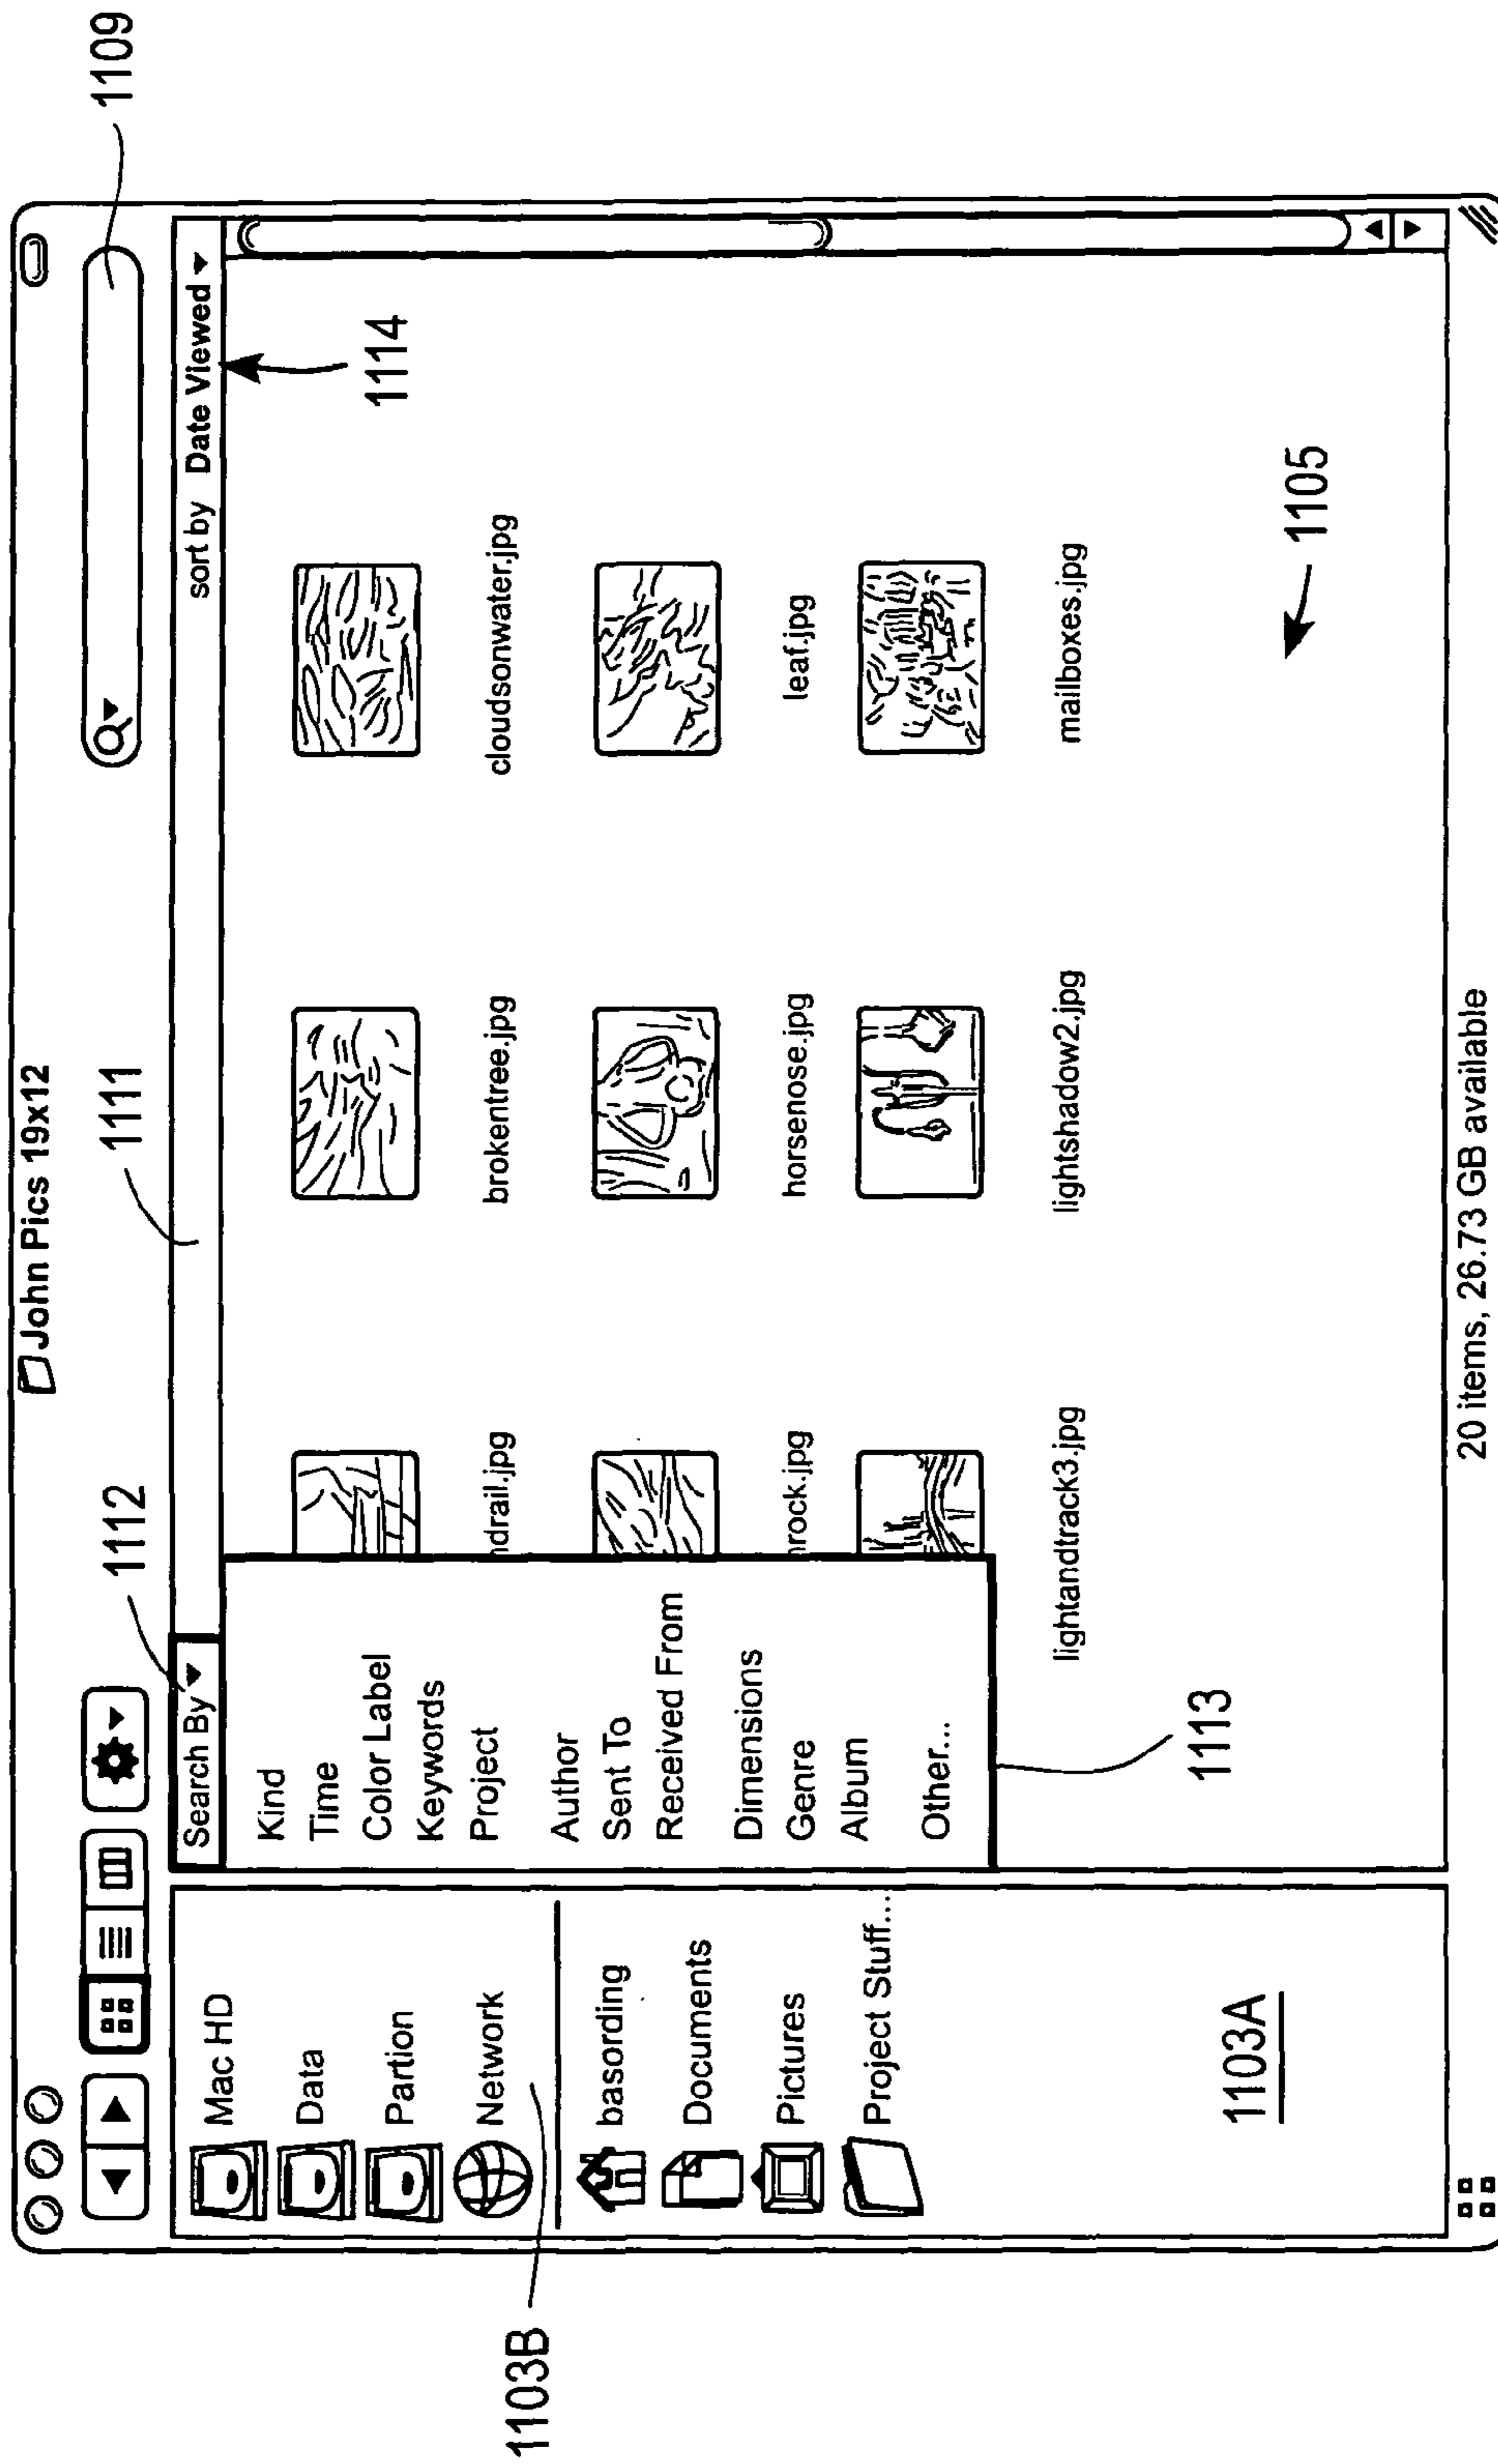 John Pics 19x12
1109
1111
1112
Search By
sort by Date Viewed
1114
Mac HD
Data
Partion
Network
1103B
basording
Documents
Pictures
Project Stuff...
1103A
Kind
Time
Color Label
Keywords
Project
Author
Sent To
Received From
Dimensions
Genre
Album
Other...
1113
ndrail.jpg
brokentree.jpg
cloudsonwater.jpg
nrock.jpg
horsenose.jpg
leaf.jpg
lightandtrack3.jpg
lightshadow2.jpg
mailboxes.jpg
1105
20 items, 26.73 GB available